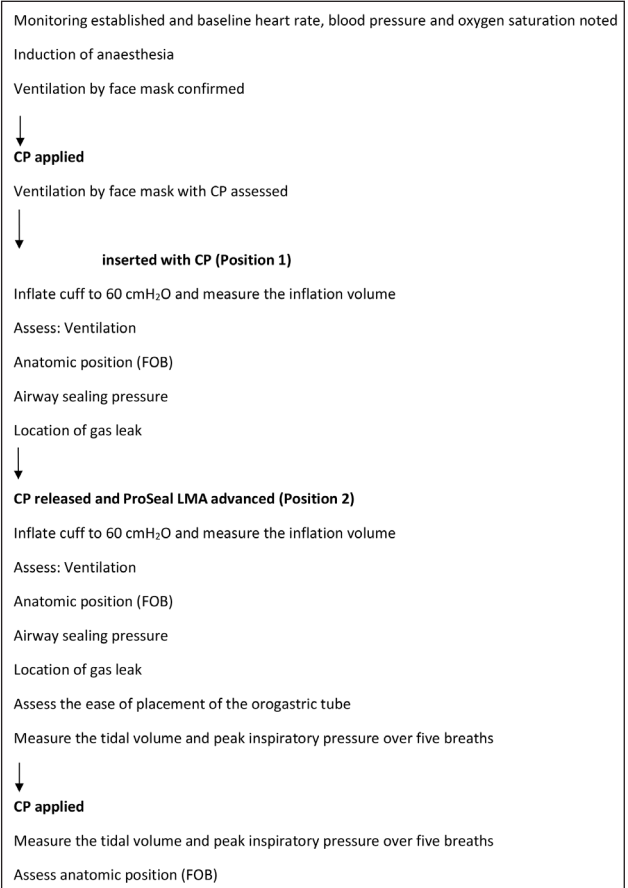 Monitoring established and baseline heart rate, blood pressure and oxygen saturation noted
Induction of anaesthesia
Ventilation by face mask confirmed
CP applied
Ventilation by face mask with CP assessed
inserted with CP (Position 1)
Inflate cuff to 60 cmH₂O and measure the inflation volume
Assess: Ventilation
Anatomic position (FOB)
Airway sealing pressure
Location of gas leak
CP released and ProSeal LMA advanced (Position 2)
Inflate cuff to 60 cmH₂O and measure the inflation volume
Assess: Ventilation
Anatomic position (FOB)
Airway sealing pressure
Location of gas leak
Assess the ease of placement of the orogastric tube
Measure the tidal volume and peak inspiratory pressure over five breaths
CP applied
Measure the tidal volume and peak inspiratory pressure over five breaths
Assess anatomic position (FOB)